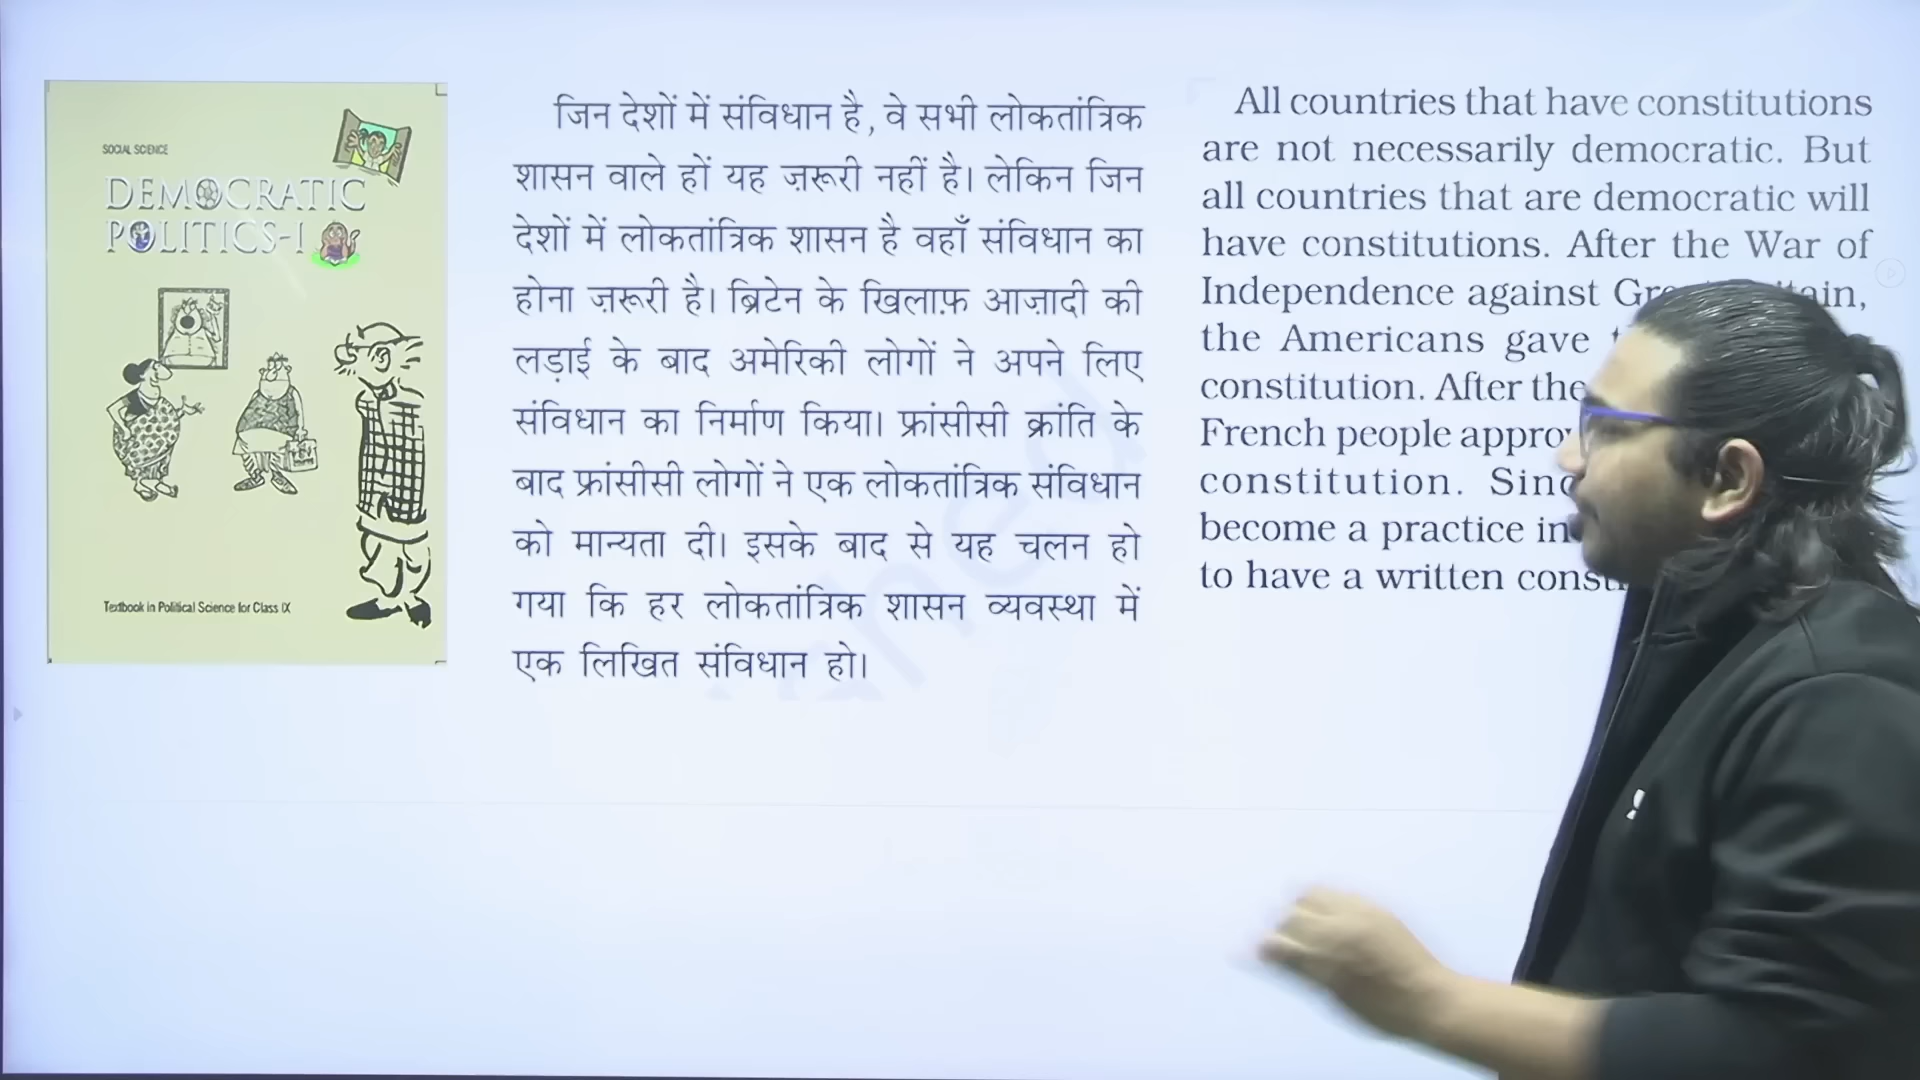 SOCIAL SCIENCE
DEMOCRATIC
POLITICS-I
Textbook in Political Science for Class IX
जिन देशों में संविधान है, वे सभी लोकतांत्रिक
शासन वाले हों यह ज़रूरी नहीं है। लेकिन जिन
देशों में लोकतांत्रिक शासन है वहाँ संविधान का
होना ज़रूरी है। ब्रिटेन के खिलाफ़ आज़ादी की
लड़ाई के बाद अमेरिकी लोगों ने अपने लिए
संविधान का निर्माण किया। फ्रांसीसी क्रांति के
बाद फ्रांसीसी लोगों ने एक लोकतांत्रिक संविधान
को मान्यता दी। इसके बाद से यह चलन हो
गया कि हर लोकतांत्रिक शासन व्यवस्था में
एक लिखित संविधान हो।
All countries that have constitutions
are not necessarily democratic. But
all countries that are democratic will
have constitutions. After the War of
Independence against
the Americans gave
constitution. After the
French people
constitution.
become a practice in
to have a written